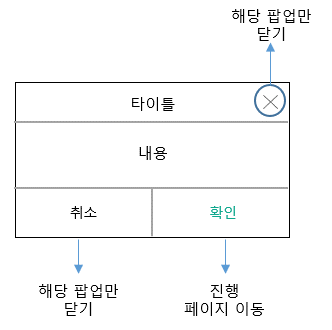 해당 팝업만
닫기
타이틀
내용
취소
확인
해당 팝업만
닫기
진행
페이지 이동